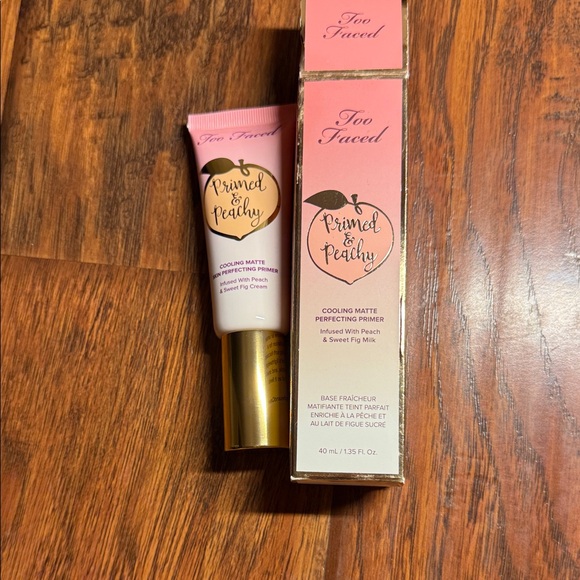 Too Faced
Primed
&
Peachy
COOLING MATTE
SKIN PERFECTING PRIMER
Infused With Peach
& Sweet Fig Cream
Too
Faced
Too
Faced
Primed
&
Peachy
COOLING MATTE
PERFECTING PRIMER
Infused With Peach
& Sweet Fig Milk
BASE FRAÎCHEUR
MATIFIANTE TEINT PARFAIT
ENRICHIE À LA PÊCHE ET
AU LAIT DE FIGUE SUCRÉ
40 mL / 1.35 Fl. Oz.